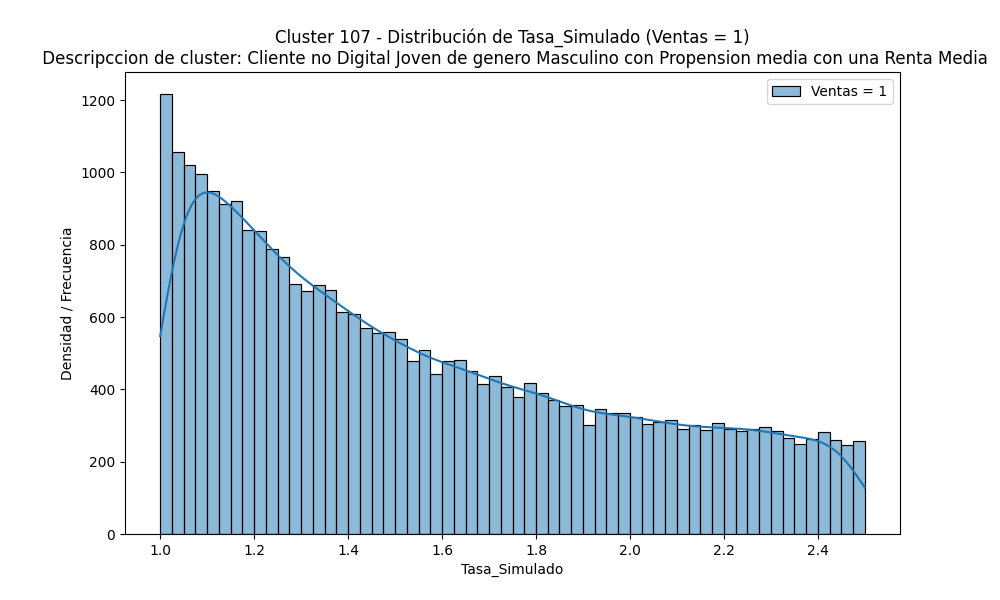 Cluster 107 - Distribución de Tasa_Simulado (Ventas = 1)
Descripccion de cluster: Cliente no Digital Joven de genero Masculino con Propension media con una Renta Media
Ventas = 1
Densidad / Frecuencia
1200
1000
800
600
400
200
0
1.0 1.2 1.4 1.6 1.8 2.0 2.2 2.4
Tasa_Simulado